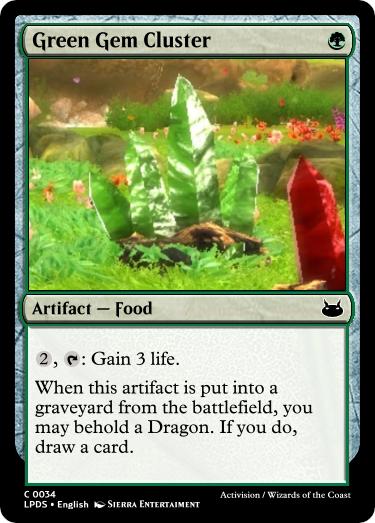 Green Gem Cluster
Artifact — Food
2, : Gain 3 life.
When this artifact is put into a
graveyard from the battlefield, you
may behold a Dragon. If you do,
draw a card.
C 0034
LPDS • English Sierra Entertaiment
Activision / Wizards of the Coast